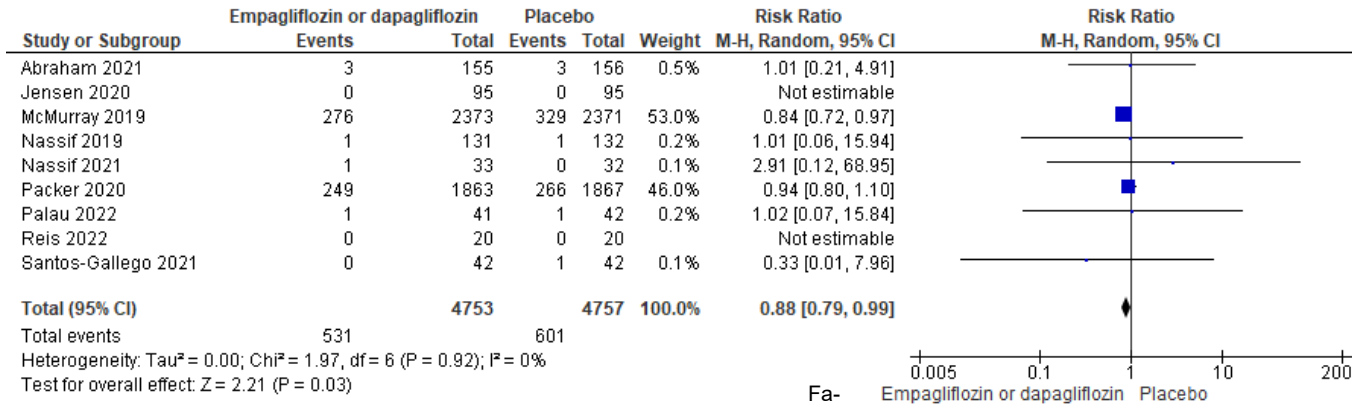 Empagliflozin or dapagliflozin Placebo Risk Ratio Risk Ratio
Study or Subgroup Events Total Events Total Weight M-H, Random, 95% CI M-H, Random, 95% CI
Abraham 2021 3 155 3 156 0.5% 1.01 [0.21, 4.91]
Jensen 2020 0 95 0 95 Not estimable
McMurray 2019 276 2373 329 2371 53.0% 0.84 [0.72, 0.97]
Nassif 2019 1 131 1 132 0.2% 1.01 [0.06, 15.94]
Nassif 2021 1 33 0 32 0.1% 2.91 [0.12, 68.95]
Packer 2020 249 1863 266 1867 46.0% 0.94 [0.80, 1.10]
Palau 2022 1 41 1 42 0.2% 1.02 [0.07, 15.84]
Reis 2022 0 20 0 20 Not estimable
Santos-Gallego 2021 0 42 1 42 0.1% 0.33 [0.01, 7.96]
Total (95% CI) 4753 4757 100.0% 0.88 [0.79, 0.99]
Total events 531 601
Heterogeneity: Tau² = 0.00; Chi² = 1.97, df = 6 (P = 0.92); I² = 0%
Test for overall effect: Z = 2.21 (P = 0.03)
0.005 0.1 1 10 200
Fa- Empagliflozin or dapagliflozin Placebo